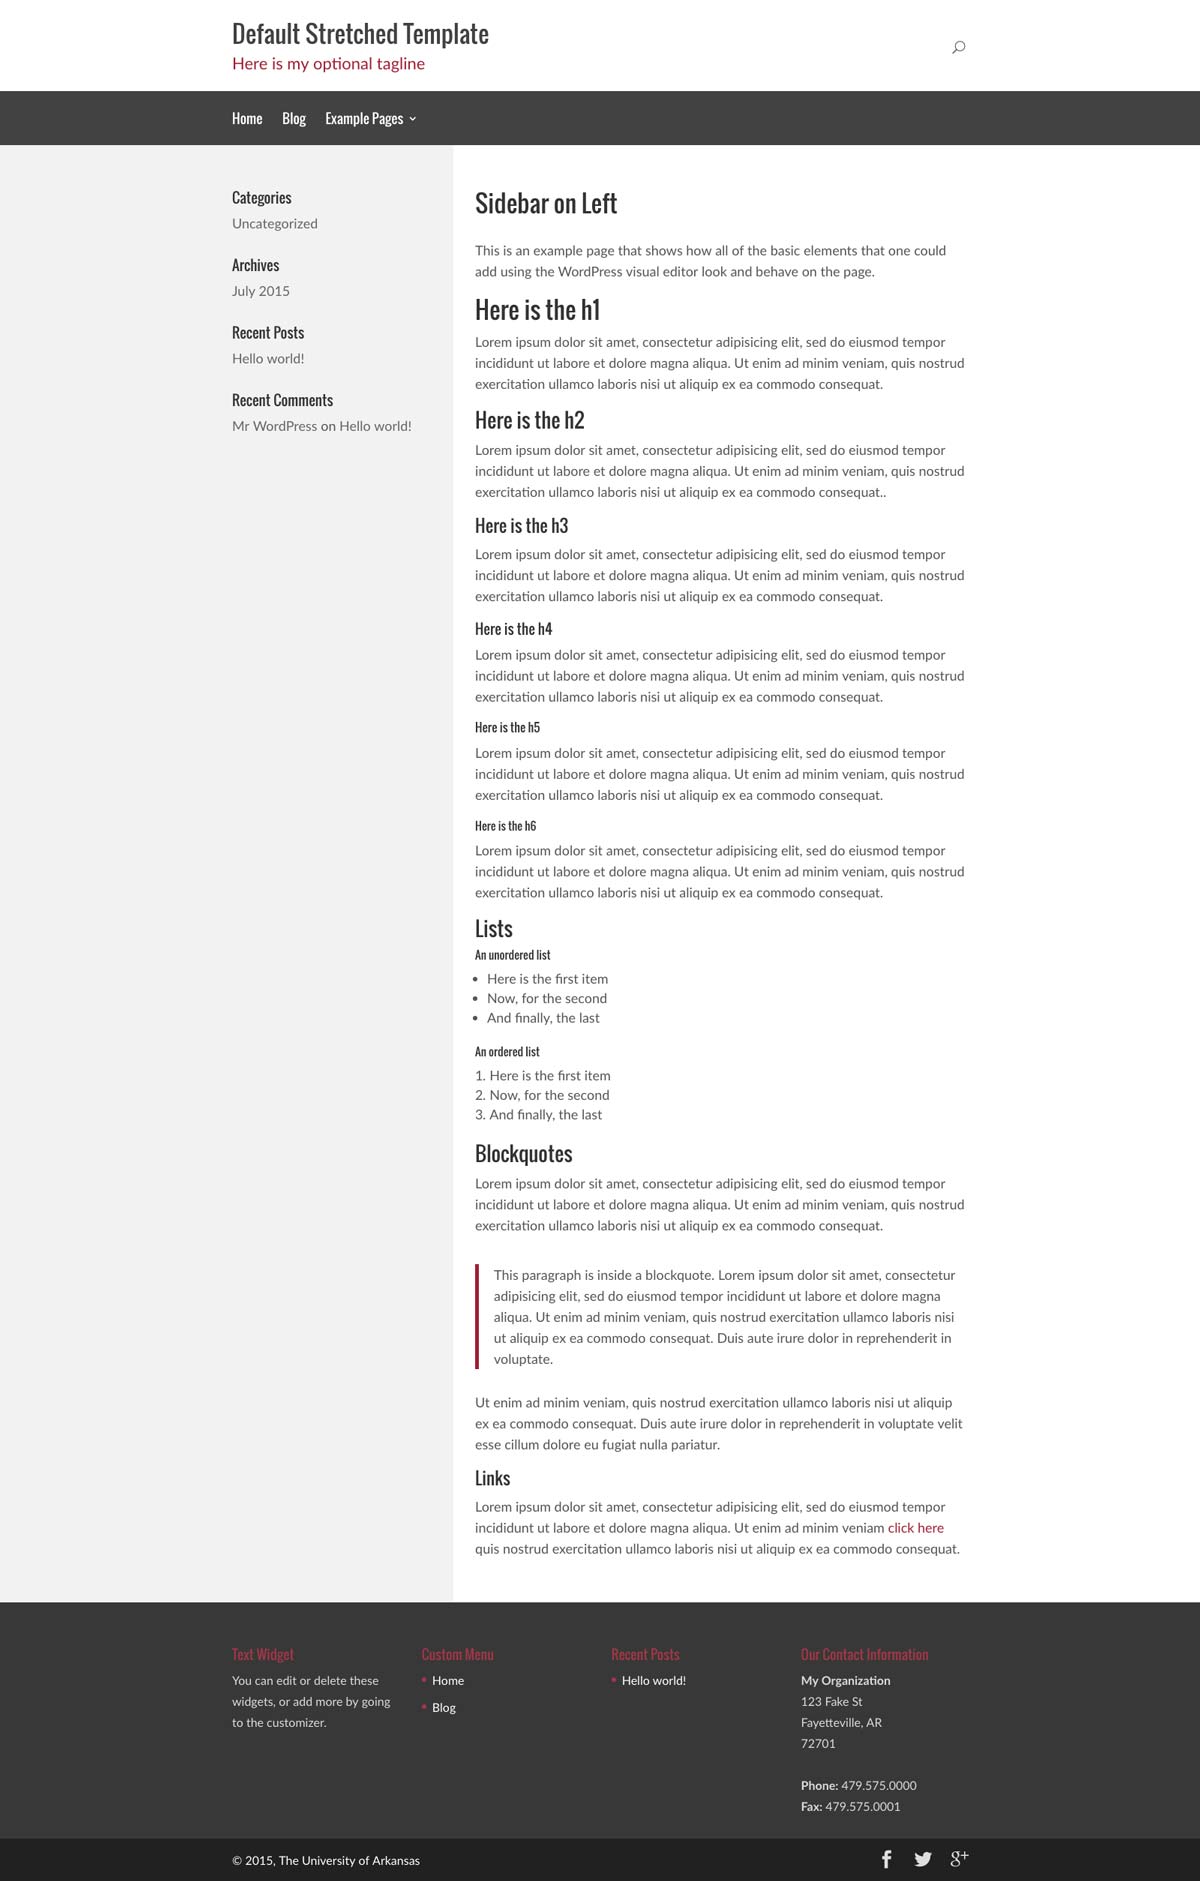 Default Stretched Template
Here is my optional tagline
Home Blog Example Pages
Categories
Uncategorized
Archives
July 2015
Recent Posts
Hello world!
Recent Comments
Mr WordPress on Hello world!
Sidebar on Left
This is an example page that shows how all of the basic elements that one could
add using the WordPress visual editor look and behave on the page.
Here is the h1
Lorem ipsum dolor sit amet, consectetur adipisicing elit, sed do eiusmod tempor
incididunt ut labore et dolore magna aliqua. Ut enim ad minim veniam, quis nostrud
exercitation ullamco laboris nisi ut aliquip ex ea commodo consequat.
Here is the h2
Lorem ipsum dolor sit amet, consectetur adipisicing elit, sed do eiusmod tempor
incididunt ut labore et dolore magna aliqua. Ut enim ad minim veniam, quis nostrud
exercitation ullamco laboris nisi ut aliquip ex ea commodo consequat..
Here is the h3
Lorem ipsum dolor sit amet, consectetur adipisicing elit, sed do eiusmod tempor
incididunt ut labore et dolore magna aliqua. Ut enim ad minim veniam, quis nostrud
exercitation ullamco laboris nisi ut aliquip ex ea commodo consequat.
Here is the h4
Lorem ipsum dolor sit amet, consectetur adipisicing elit, sed do eiusmod tempor
incididunt ut labore et dolore magna aliqua. Ut enim ad minim veniam, quis nostrud
exercitation ullamco laboris nisi ut aliquip ex ea commodo consequat.
Here is the h5
Lorem ipsum dolor sit amet, consectetur adipisicing elit, sed do eiusmod tempor
incididunt ut labore et dolore magna aliqua. Ut enim ad minim veniam, quis nostrud
exercitation ullamco laboris nisi ut aliquip ex ea commodo consequat.
Here is the h6
Lorem ipsum dolor sit amet, consectetur adipisicing elit, sed do eiusmod tempor
incididunt ut labore et dolore magna aliqua. Ut enim ad minim veniam, quis nostrud
exercitation ullamco laboris nisi ut aliquip ex ea commodo consequat.
Lists
An unordered list
• Here is the first item
• Now, for the second
• And finally, the last
An ordered list
1. Here is the first item
2. Now, for the second
3. And finally, the last
Blockquotes
Lorem ipsum dolor sit amet, consectetur adipisicing elit, sed do eiusmod tempor
incididunt ut labore et dolore magna aliqua. Ut enim ad minim veniam, quis nostrud
exercitation ullamco laboris nisi ut aliquip ex ea commodo consequat.
This paragraph is inside a blockquote. Lorem ipsum dolor sit amet, consectetur
adipisicing elit, sed do eiusmod tempor incididunt ut labore et dolore magna
aliqua. Ut enim ad minim veniam, quis nostrud exercitation ullamco laboris nisi
ut aliquip ex ea commodo consequat. Duis aute irure dolor in reprehenderit in
voluptate.
Ut enim ad minim veniam, quis nostrud exercitation ullamco laboris nisi ut aliquip
ex ea commodo consequat. Duis aute irure dolor in reprehenderit in voluptate velit
esse cillum dolore eu fugiat nulla pariatur.
Links
Lorem ipsum dolor sit amet, consectetur adipisicing elit, sed do eiusmod tempor
incididunt ut labore et dolore magna aliqua. Ut enim ad minim veniam click here
quis nostrud exercitation ullamco laboris nisi ut aliquip ex ea commodo consequat.
Text Widget
You can edit or delete these
widgets, or add more by going
to the customizer.
Custom Menu
Home
Blog
Recent Posts
Hello world!
Our Contact Information
My Organization
123 Fake St
Fayetteville, AR
72701
Phone: 479.575.0000
Fax: 479.575.0001
© 2015, The University of Arkansas